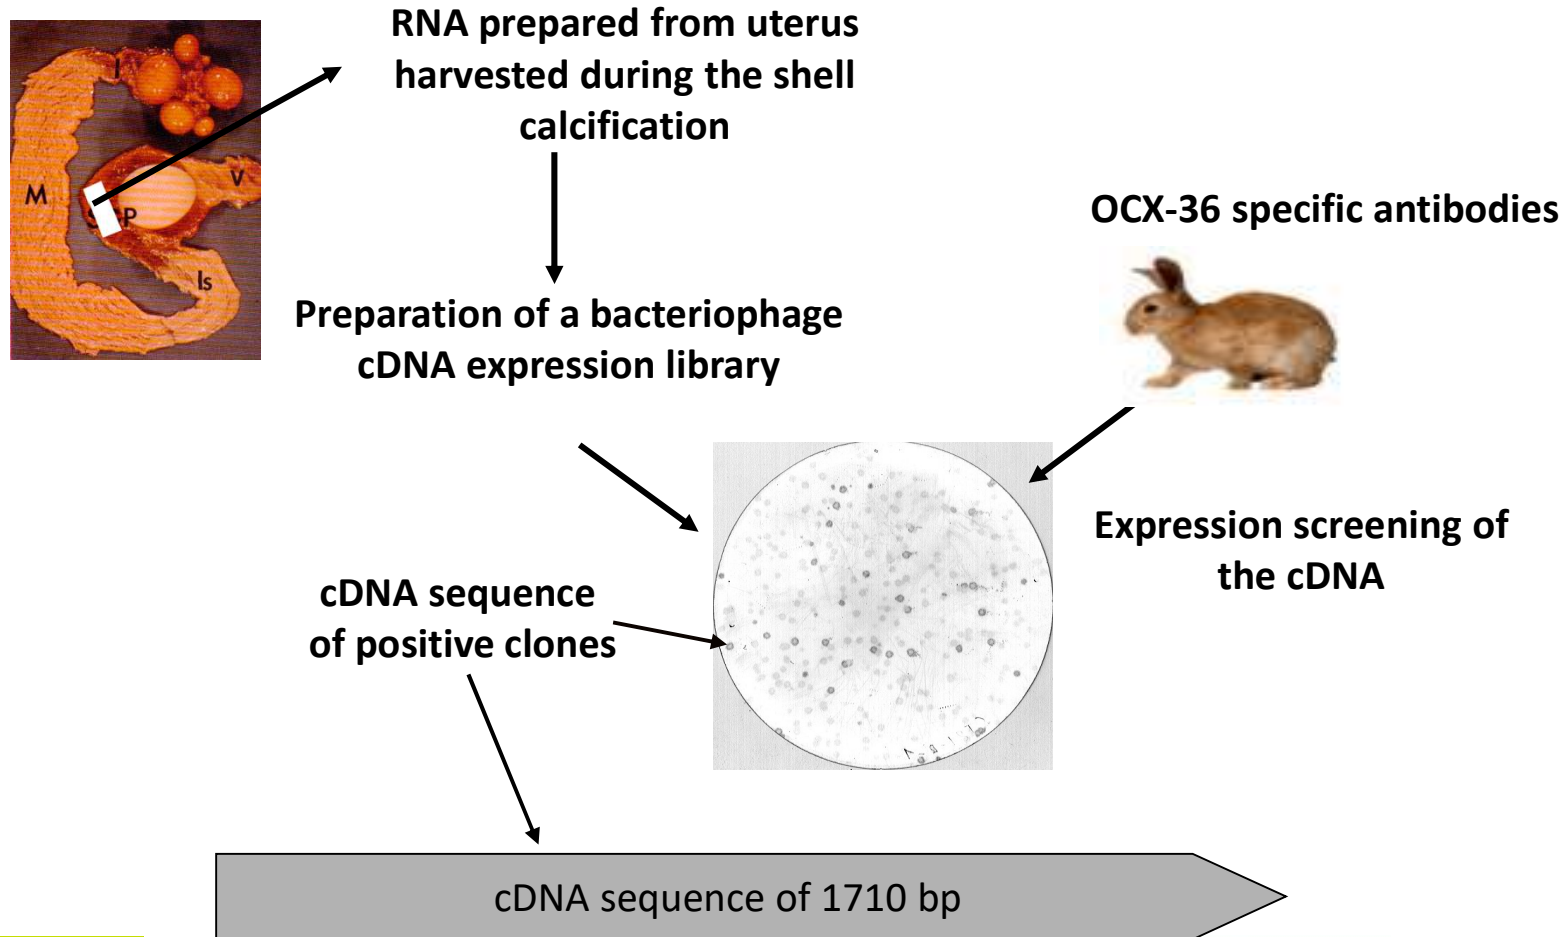 RNA prepared from uterus
harvested during the shell
calcification
I
M
V
Is
OCX-36 specific antibodies
Preparation of a bacteriophage
cDNA expression library
Expression screening of
the cDNA
cDNA sequence
of positive clones
cDNA sequence of 1710 bp